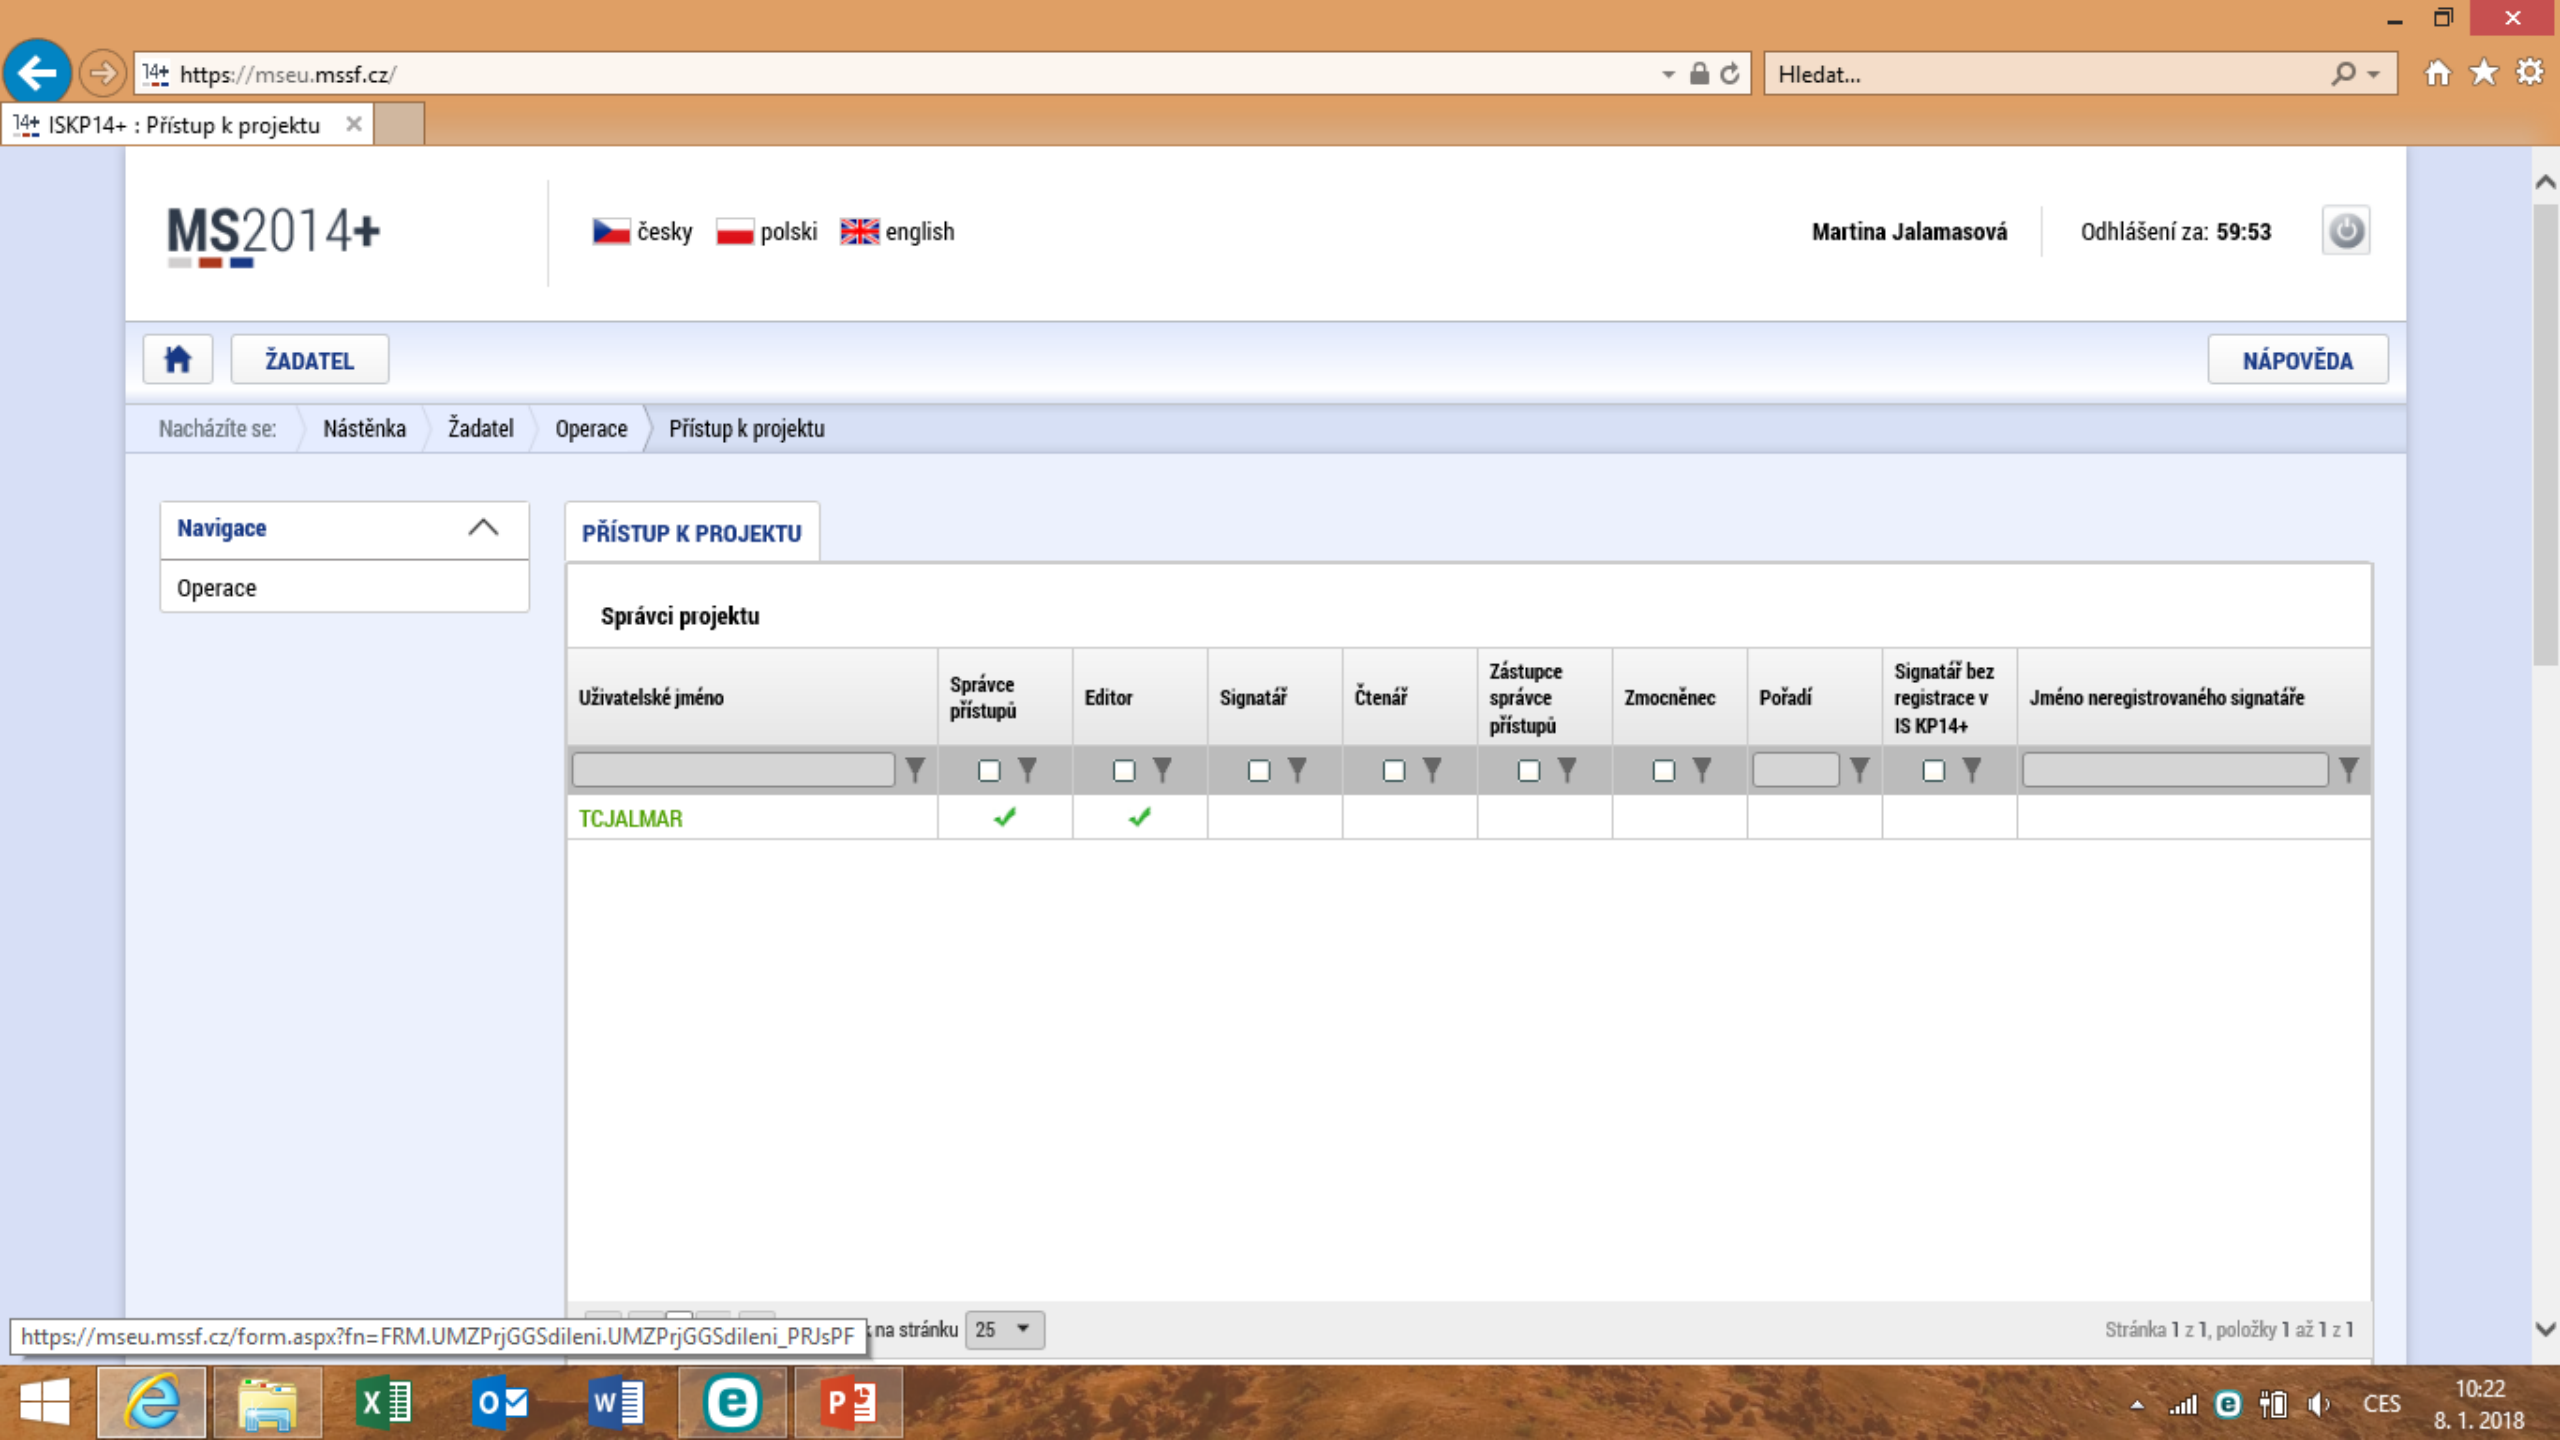 14+ https://mseu.mssf.cz/
Hledat...
14+ ISKP14+ : Přístup k projektu
MS2014+
česky polski english
Martina Jalamasová Odhlášení za: 59:53
ŽADATEL NÁPOVĚDA
Nacházíte se: Nástěnka Žadatel Operace Přístup k projektu
Navigace
Operace
PŘÍSTUP K PROJEKTU
Správci projektu
Uživatelské jméno
Správce
přístupů
Editor
Signatář
Čtenář
Zástupce
správce
přístupů
Zmocněnec
Pořadí
Signatář bez
registrace v
IS KP14+
Jméno neregistrovaného signatáře
TCJALMAR
https://mseu.mssf.cz/form.aspx?fn=FRM.UMZPrjGGSdileni.UMZPrjGGSdileni_PRJsPF
na stránku 25
Stránka 1 z 1, položky 1 až 1 z 1
CES
10:22
8. 1. 2018